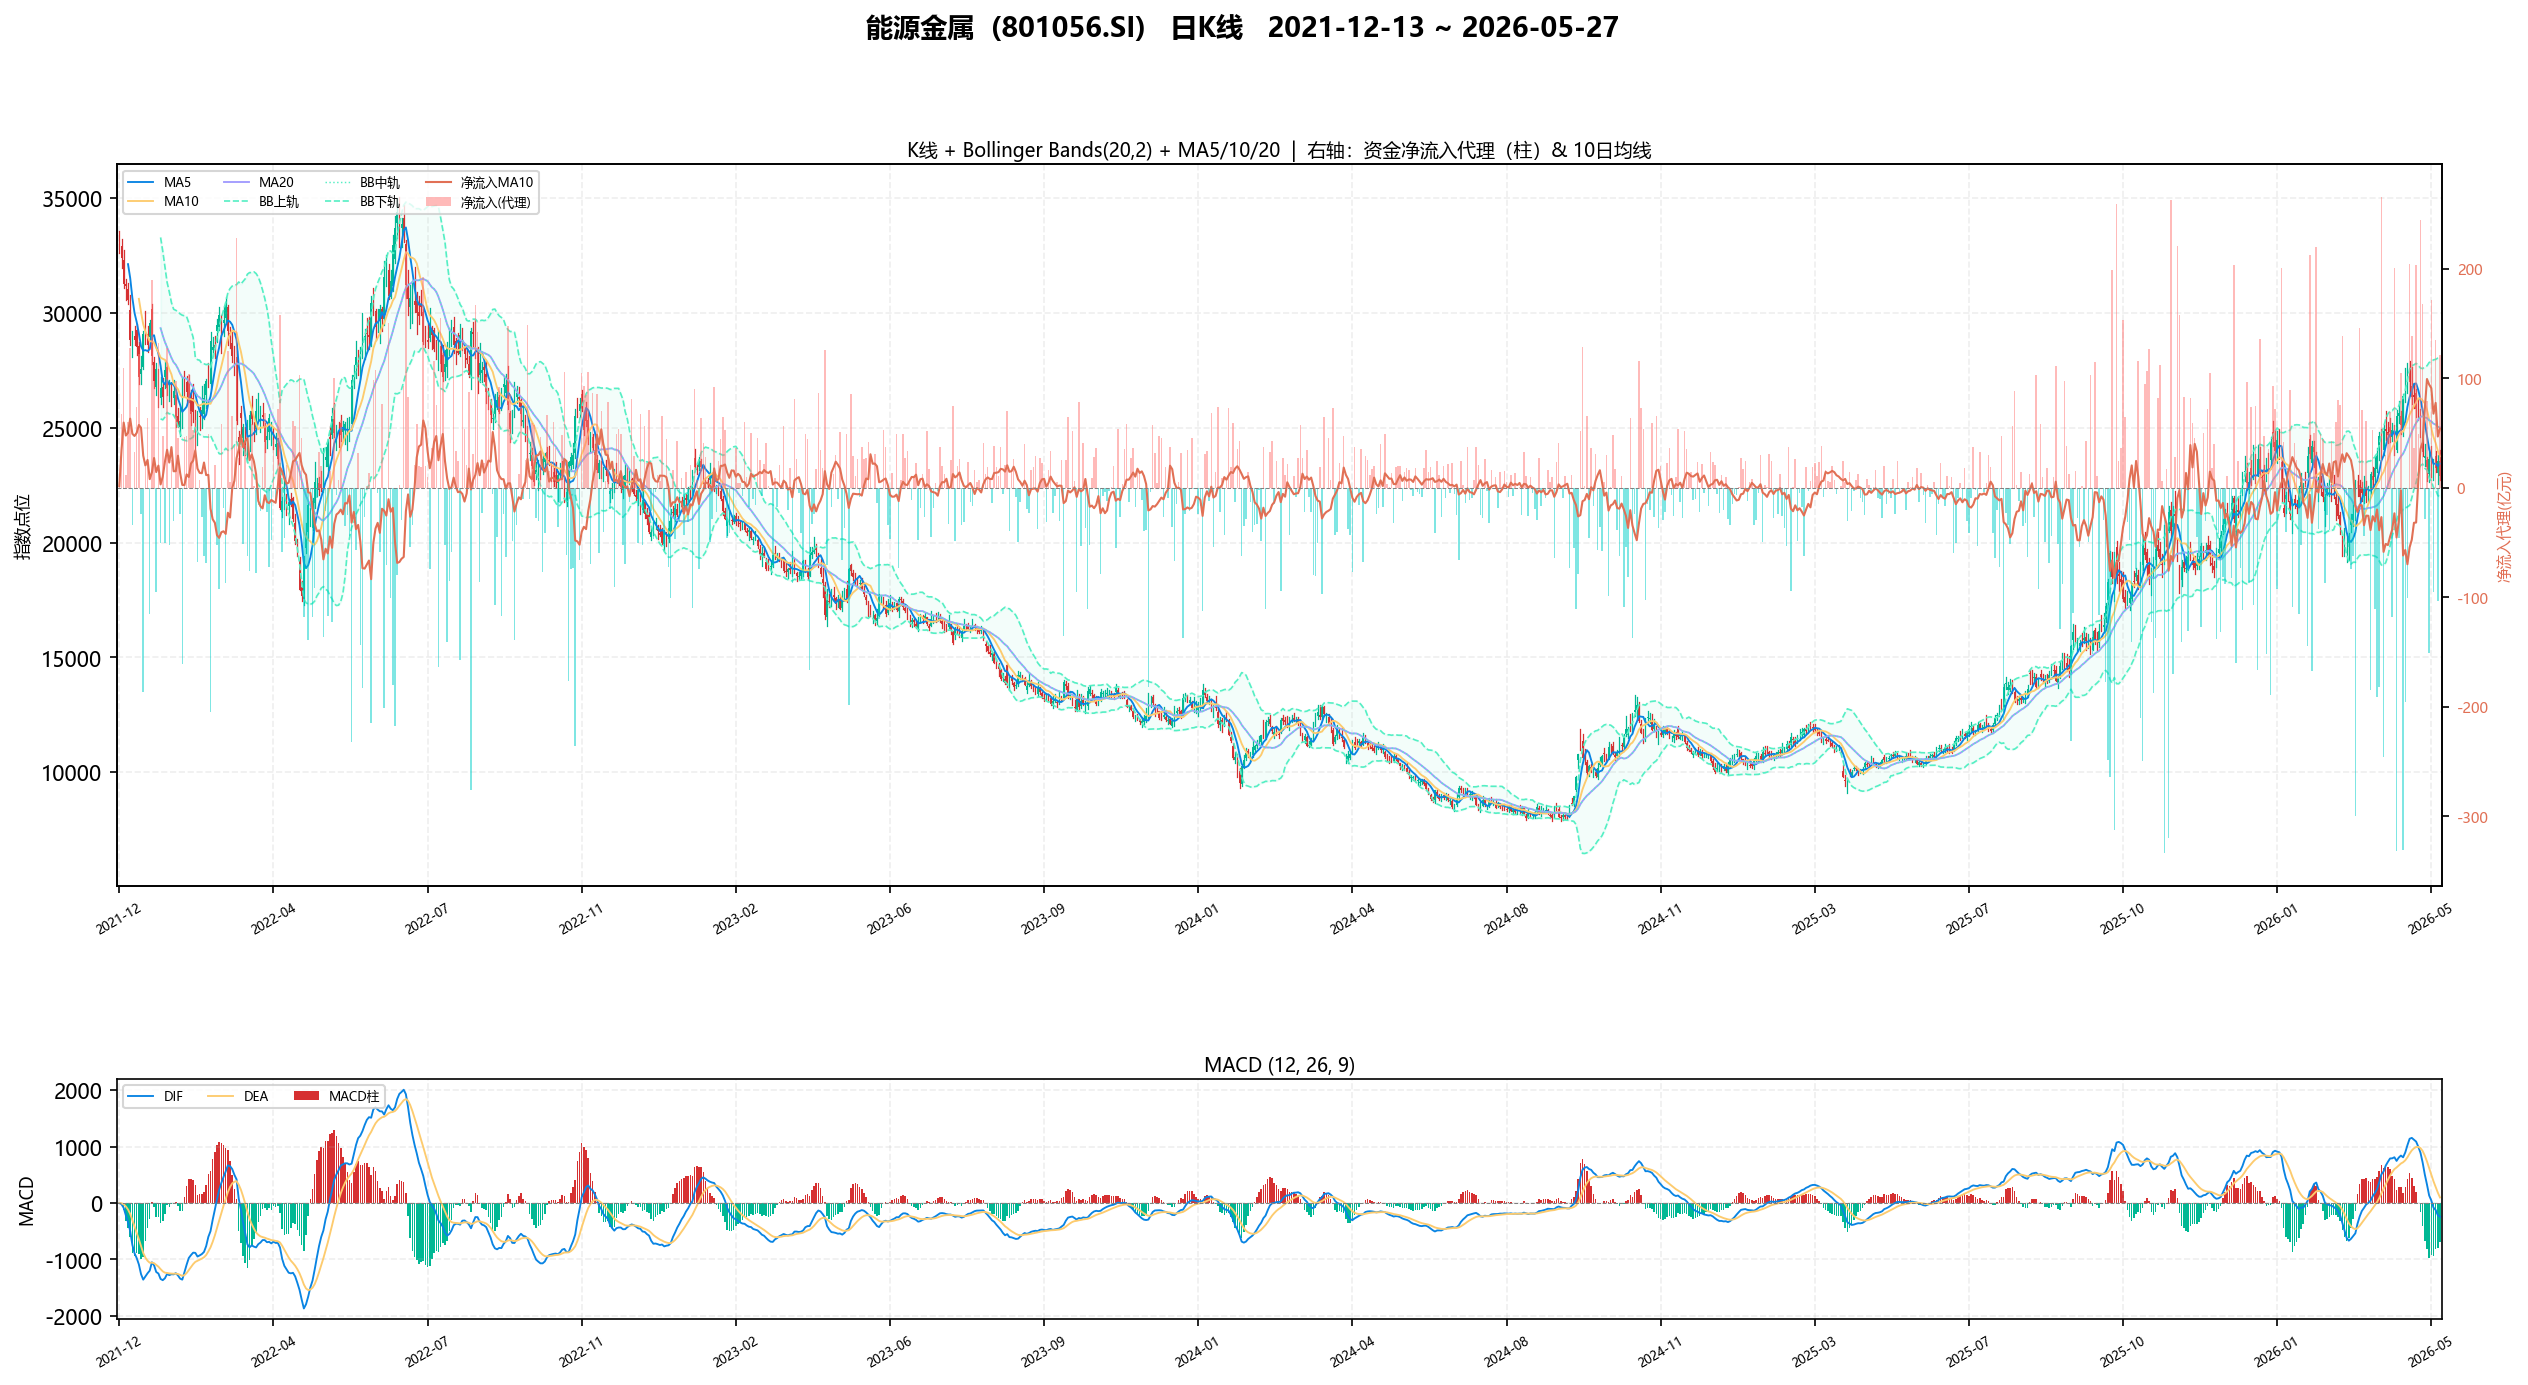 能源金属 (801056.SI) 日K线 2021-12-13 ~ 2026-05-27
K线 + Bollinger Bands(20,2) + MA5/10/20 | 右轴：资金净流入代理（柱）& 10日均线
MA5 MA20 BB中轨 净流入MA10
MA10 BB上轨 BB下轨 净流入(代理)
指数点位
35000
30000
25000
20000
15000
10000
200
100
0
-100
-200
-300
净流入代理(亿元)
2021-12 2022-04 2022-07 2022-11 2023-02 2023-06 2023-09 2024-01 2024-04 2024-08 2024-11 2025-03 2025-07 2025-10 2026-01 2026-05
MACD (12, 26, 9)
DIF DEA MACD柱
MACD
2000
1000
0
-1000
-2000
2021-12 2022-04 2022-07 2022-11 2023-02 2023-06 2023-09 2024-01 2024-04 2024-08 2024-11 2025-03 2025-07 2025-10 2026-01 2026-05